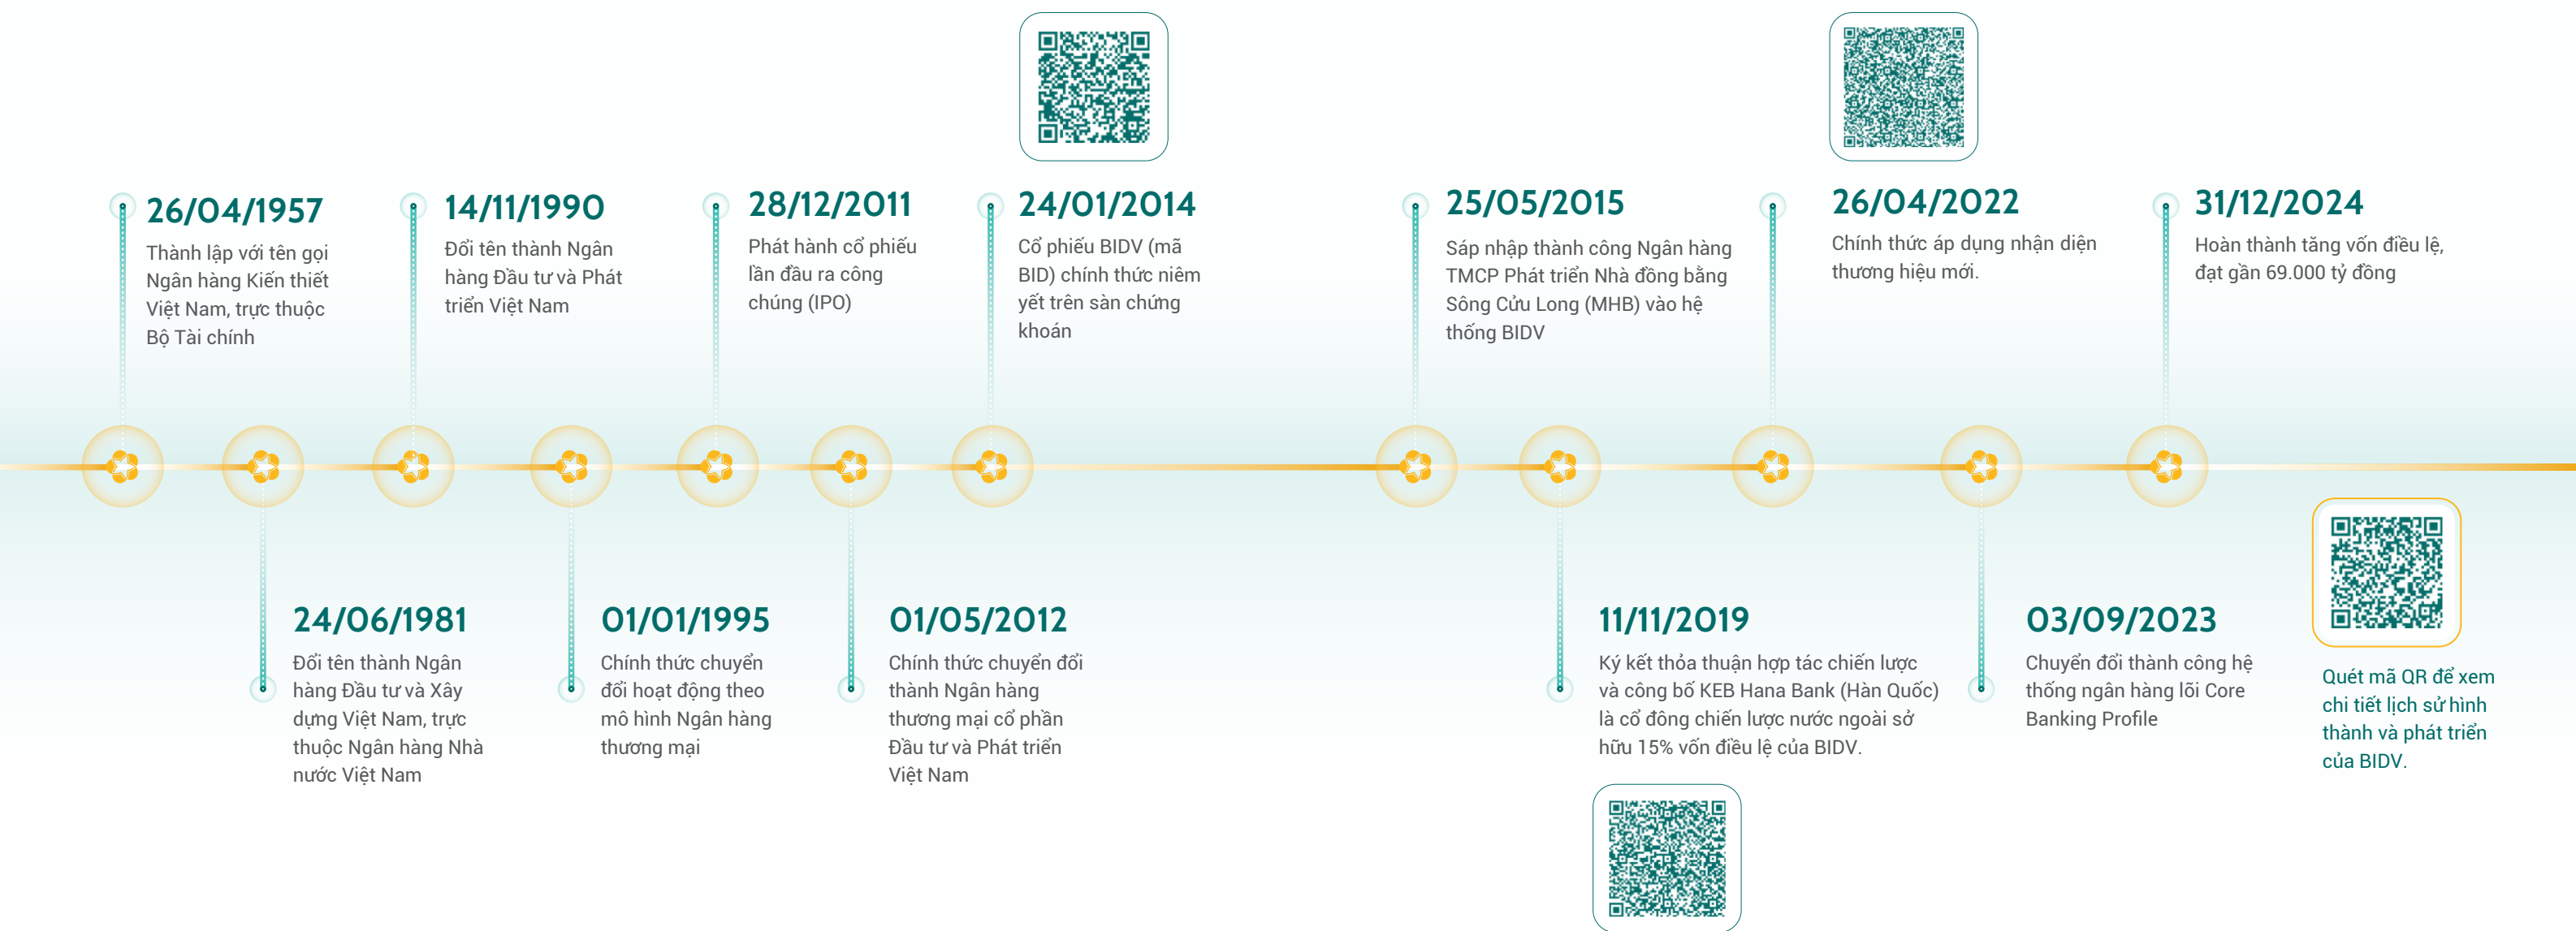 26/04/1957
Thành lập với tên gọi
Ngân hàng Kiến thiết
Việt Nam, trực thuộc
Bộ Tài chính
24/06/1981
Đổi tên thành Ngân
hàng Đầu tư và Xây
dựng Việt Nam, trực
thuộc Ngân hàng Nhà
nước Việt Nam
14/11/1990
Đổi tên thành Ngân
hàng Đầu tư và Phát
triển Việt Nam
01/01/1995
Chính thức chuyển
đổi hoạt động theo
mô hình Ngân hàng
thương mại
28/12/2011
Phát hành cổ phiếu
lần đầu ra công
chúng (IPO)
01/05/2012
Chính thức chuyển đổi
thành Ngân hàng
thương mại cổ phần
Đầu tư và Phát triển
Việt Nam
24/01/2014
Cổ phiếu BIDV (mã
BID) chính thức niêm
yết trên sàn chứng
khoán
25/05/2015
Sáp nhập thành công Ngân hàng
TMCP Phát triển Nhà đồng bằng
Sông Cửu Long (MHB) vào hệ
thống BIDV
11/11/2019
Ký kết thỏa thuận hợp tác chiến lược
và công bố KEB Hana Bank (Hàn Quốc)
là cổ đông chiến lược nước ngoài sở
hữu 15% vốn điều lệ của BIDV.
26/04/2022
Chính thức áp dụng nhận diện
thương hiệu mới.
03/09/2023
Chuyển đổi thành công hệ
thống ngân hàng lõi Core
Banking Profile
31/12/2024
Hoàn thành tăng vốn điều lệ,
đạt gần 69.000 tỷ đồng
Quét mã QR để xem
chi tiết lịch sử hình
thành và phát triển
của BIDV.